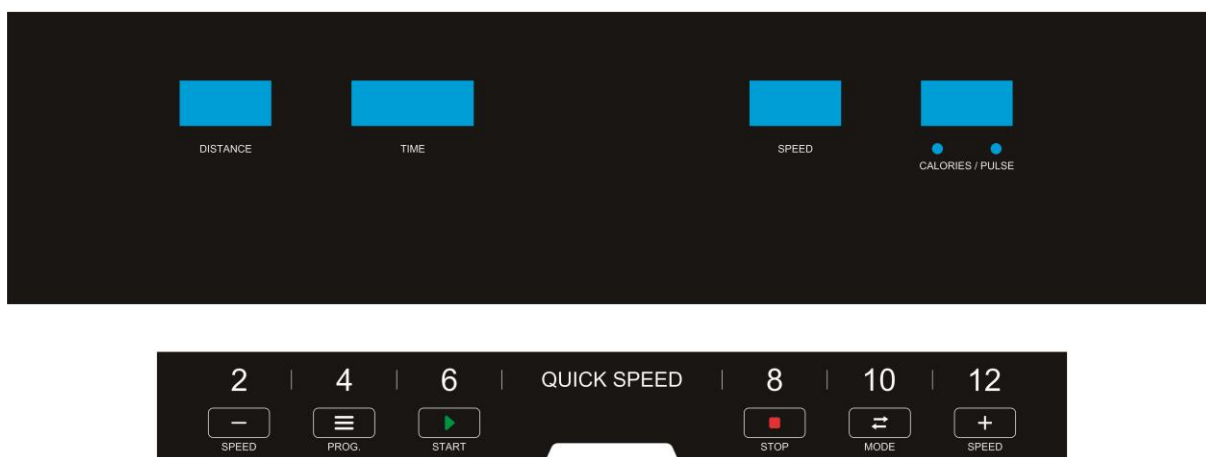 DISTANCE TIME SPEED
CALORIES / PULSE
2 | 4 | 6 | QUICK SPEED | 8 | 10 | 12
SPEED PROG. START STOP MODE SPEED